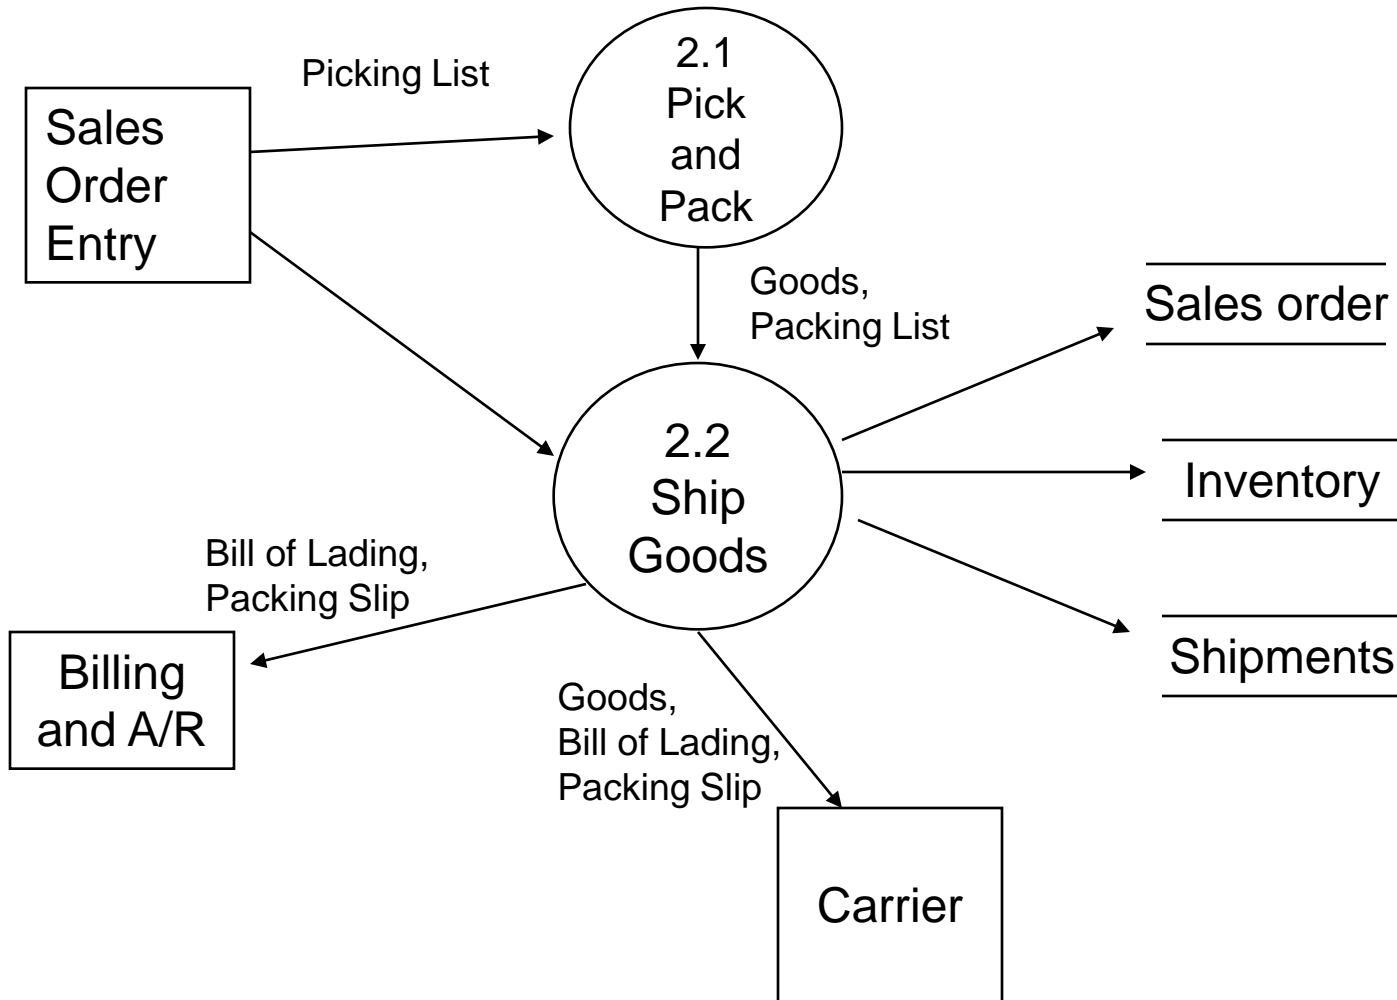 2.1
Pick
and
Pack
Picking List
Sales
Order
Entry
Goods,
Packing List
Sales order
2.2
Ship
Goods
Inventory
Bill of Lading,
Packing Slip
Shipments
Billing
and A/R
Goods,
Bill of Lading,
Packing Slip
Carrier